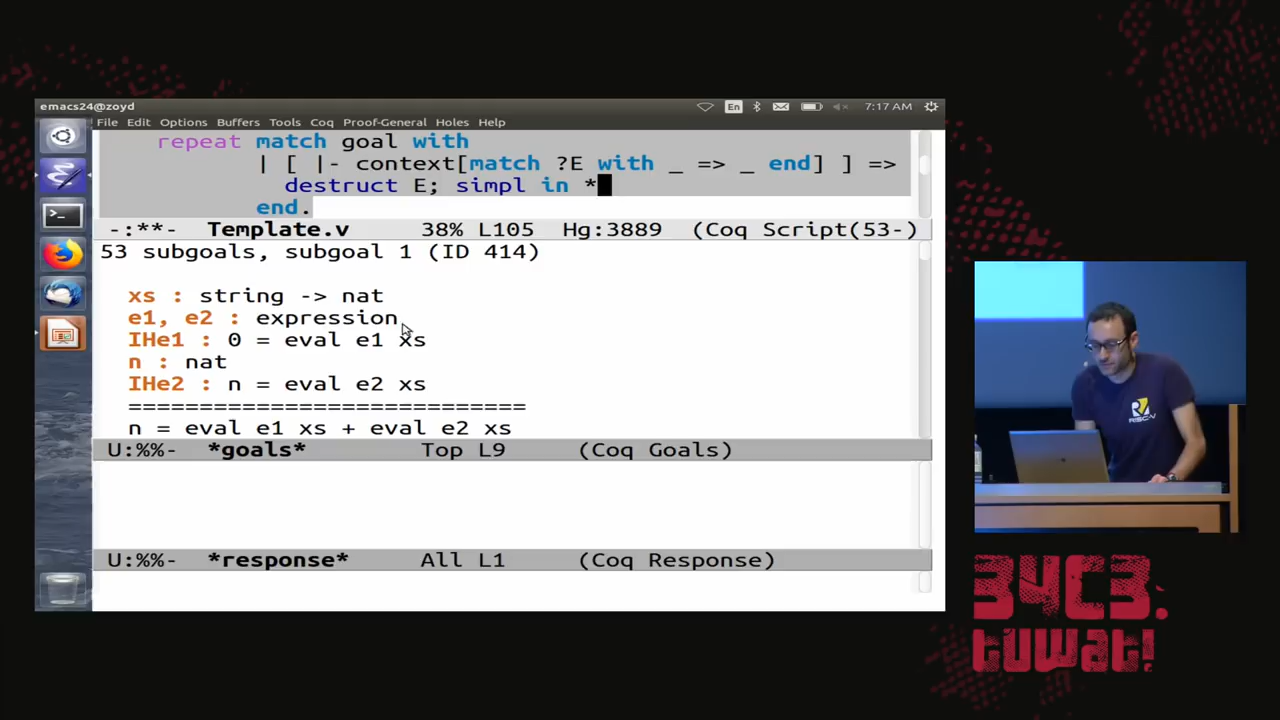 emacs24@zoyd
En
7:17 AM
File Edit Options Buffers Tools Coq Proof-General Holes Help
repeat match goal with
| [ |- context[match ?E with _ => _ end] ] =>
destruct E; simpl in *
end.
-:**- Template.v 38% L105 Hg:3889 (Coq Script(53-)
53 subgoals, subgoal 1 (ID 414)
xs : string -> nat
e1, e2 : expression
IHe1 : 0 = eval e1 xs
n : nat
IHe2 : n = eval e2 xs
============================
n = eval e1 xs + eval e2 xs
U:%%- *goals* Top L9 (Coq Goals)
U:%%- *response* All L1 (Coq Response)
RISC-V
34C3.
tuwat!